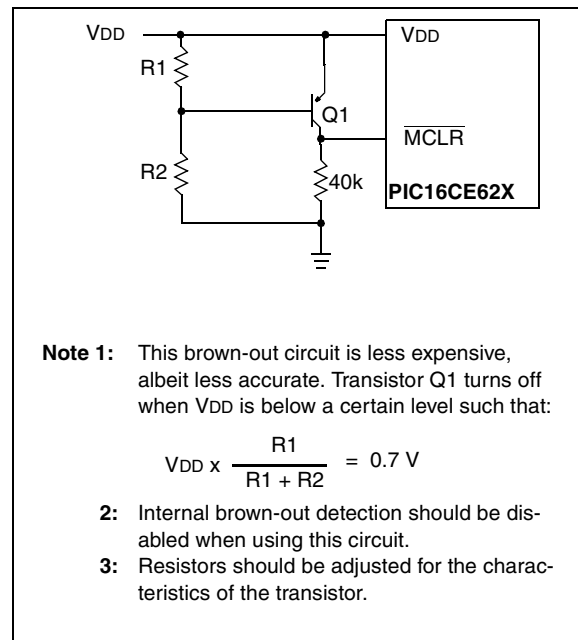 VDD
VDD
R1
Q1
MCLR
R2
40k
PIC16CE62X
Note 1: This brown-out circuit is less expensive,
albeit less accurate. Transistor Q1 turns off
when VDD is below a certain level such that:
VDD x R1 / R1 + R2 = 0.7 V
2: Internal brown-out detection should be dis-
abled when using this circuit.
3: Resistors should be adjusted for the charac-
teristics of the transistor.